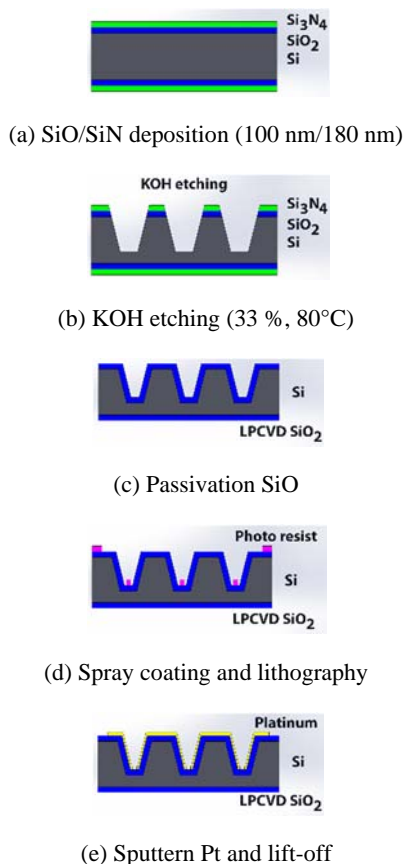 Si3N4
SiO2
Si
(a) SiO/SiN deposition (100 nm/180 nm)
KOH etching
Si3N4
SiO2
Si
(b) KOH etching (33 %, 80°C)
Si
LPCVD SiO2
(c) Passivation SiO
Photo resist
Si
LPCVD SiO2
(d) Spray coating and lithography
Platinum
Si
LPCVD SiO2
(e) Sputtern Pt and lift-off